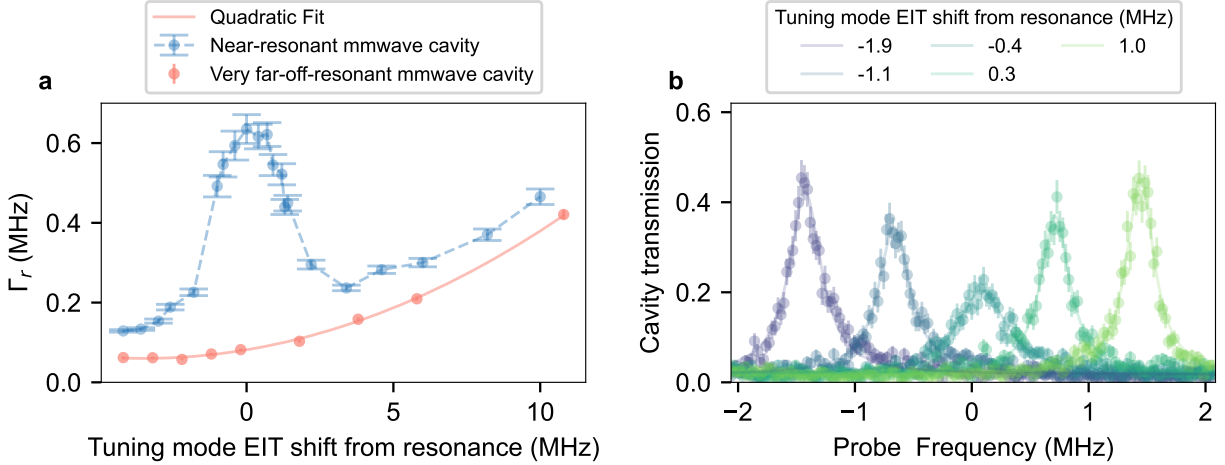 Quadratic Fit
Near-resonant mmwave cavity
Very far-off-resonant mmwave cavity
a
0.6
0.4
0.2
0.0
Γr (MHz)
0
5
10
Tuning mode EIT shift from resonance (MHz)
Tuning mode EIT shift from resonance (MHz)
-1.9
-0.4
1.0
-1.1
0.3
b
0.6
0.4
0.2
0.0
Cavity transmission
−2
−1
0
1
2
Probe Frequency (MHz)